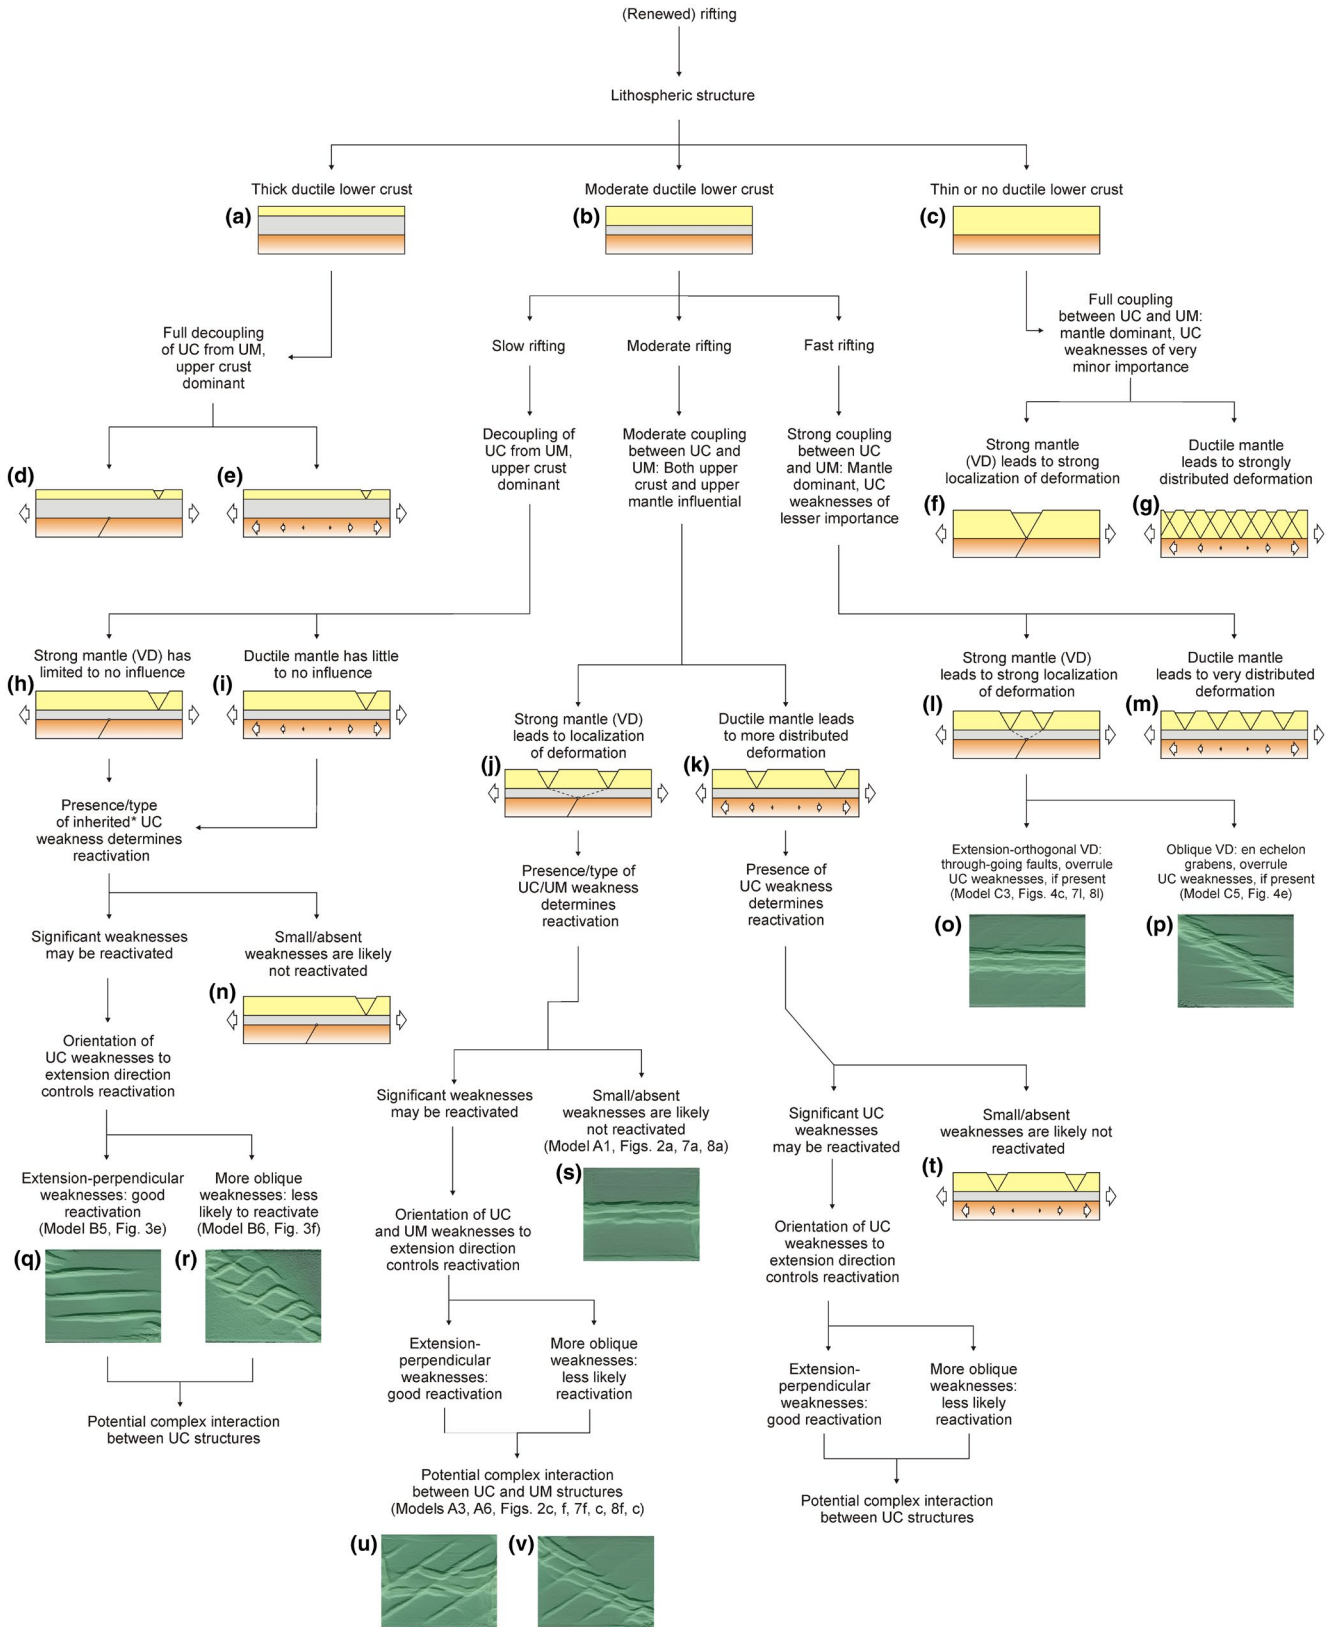 (Renewed) rifting
Lithospheric structure
Thick ductile lower crust
(a)
Moderate ductile lower crust
(b)
Thin or no ductile lower crust
(c)
Full decoupling
of UC from UM,
upper crust
dominant
Slow rifting
Moderate rifting
Fast rifting
Full coupling
between UC and UM:
mantle dominant, UC
weaknesses of very
minor importance
(d)
(e)
Decoupling of
UC from UM,
upper crust
dominant
Moderate coupling
between UC and
UM: Both upper
crust and upper
mantle influential
Strong coupling
between UC
and UM: Mantle
dominant, UC
weaknesses of
lesser importance
Strong mantle
(VD) leads to strong
localization of deformation
(f)
Ductile mantle
leads to strongly
distributed deformation
(g)
Strong mantle (VD) has
limited to no influence
(h)
Ductile mantle has little
to no influence
(i)
Strong mantle (VD)
leads to localization
of deformation
(j)
Ductile mantle leads
to more distributed
deformation
(k)
Strong mantle (VD)
leads to strong localization
of deformation
(l)
Ductile mantle
leads to very distributed
deformation
(m)
Presence/type
of inherited* UC
weakness determines
reactivation
Presence/type of
UC/UM weakness
determines
reactivation
Presence of
UC weakness
determines
reactivation
Extension-orthogonal VD:
through-going faults, overrule
UC weaknesses, if present
(Model C3, Figs. 4c, 7l, 8l)
(o)
Oblique VD: en echelon
grabens, overrule
UC weaknesses, if present
(Model C5, Fig. 4e)
(p)
Significant weaknesses
may be reactivated
Small/absent
weaknesses are likely
not reactivated
(n)
Orientation of
UC weaknesses to
extension direction
controls reactivation
Significant weaknesses
may be reactivated
Small/absent
weaknesses are likely
not reactivated
(Model A1, Figs. 2a, 7a, 8a)
(s)
Significant UC
weaknesses
may be reactivated
Small/absent
weaknesses are likely not
reactivated
(t)
Extension-perpendicular
weaknesses: good
reactivation
(Model B5, Fig. 3e)
(q)
More oblique
weaknesses: less
likely to reactivate
(Model B6, Fig. 3f)
(r)
Orientation of UC
and UM weaknesses to
extension direction
controls reactivation
Orientation of UC
weaknesses to
extension direction
controls reactivation
Extension-
perpendicular
weaknesses:
good reactivation
More oblique
weaknesses:
less likely
reactivation
Extension-
perpendicular
weaknesses:
good reactivation
More oblique
weaknesses:
less likely
reactivation
Potential complex interaction
between UC structures
Potential complex interaction
between UC and UM structures
(Models A3, A6, Figs. 2c, f, 7f, c, 8f, c)
(u)
(v)
Potential complex interaction
between UC structures